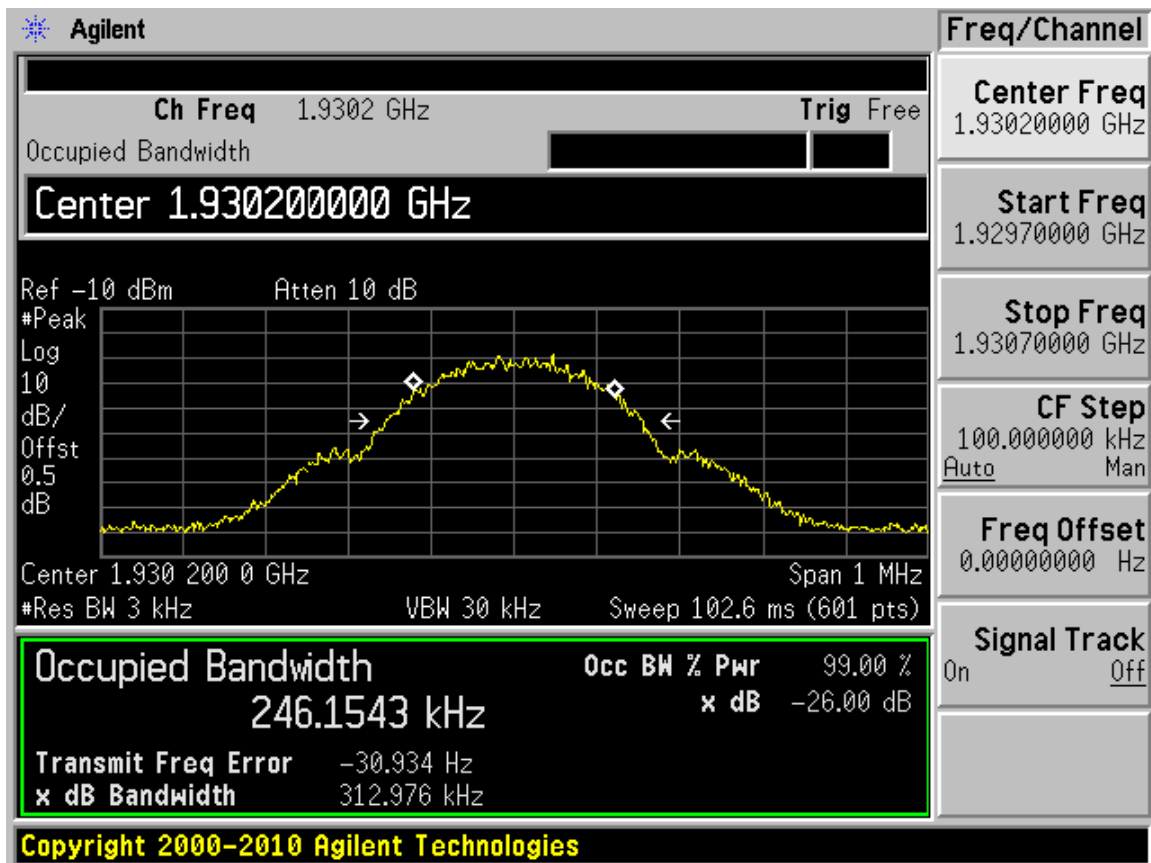 Agilent
Freq/Channel
Ch Freq 1.9302 GHz Trig Free
Occupied Bandwidth
Center 1.930200000 GHz
Ref -10 dBm Atten 10 dB
#Peak
Log
10
dB/
Offst
0.5
dB
Center 1.930 200 0 GHz Span 1 MHz
#Res BW 3 kHz VBW 30 kHz Sweep 102.6 ms (601 pts)
Occupied Bandwidth
246.1543 kHz
Occ BW % Pwr 99.00 %
x dB -26.00 dB
Transmit Freq Error -30.934 Hz
x dB Bandwidth 312.976 kHz
Copyright 2000-2010 Agilent Technologies
Center Freq
1.93020000 GHz
Start Freq
1.92970000 GHz
Stop Freq
1.93070000 GHz
CF Step
100.000000 kHz
Auto Man
Freq Offset
0.00000000 Hz
Signal Track
On Off